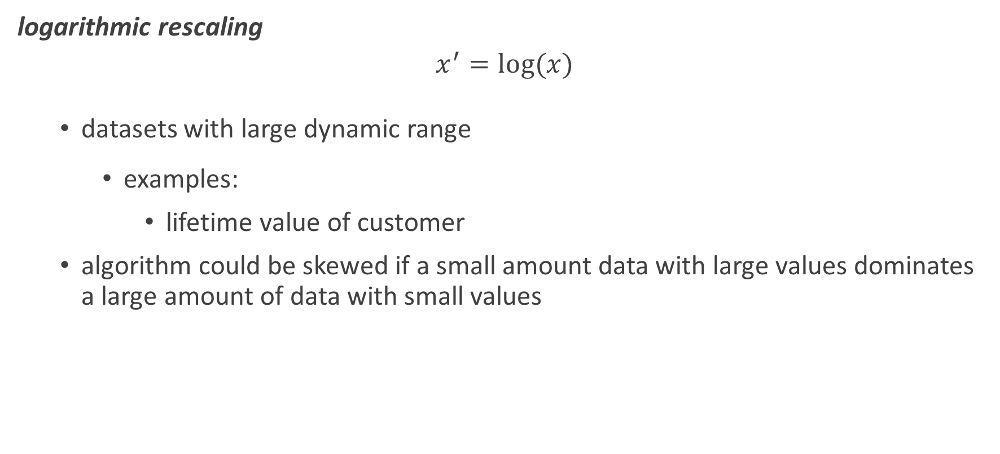 logarithmic rescaling
x′ = log(x)
• datasets with large dynamic range
• examples:
• lifetime value of customer
• algorithm could be skewed if a small amount data with large values dominates
a large amount of data with small values